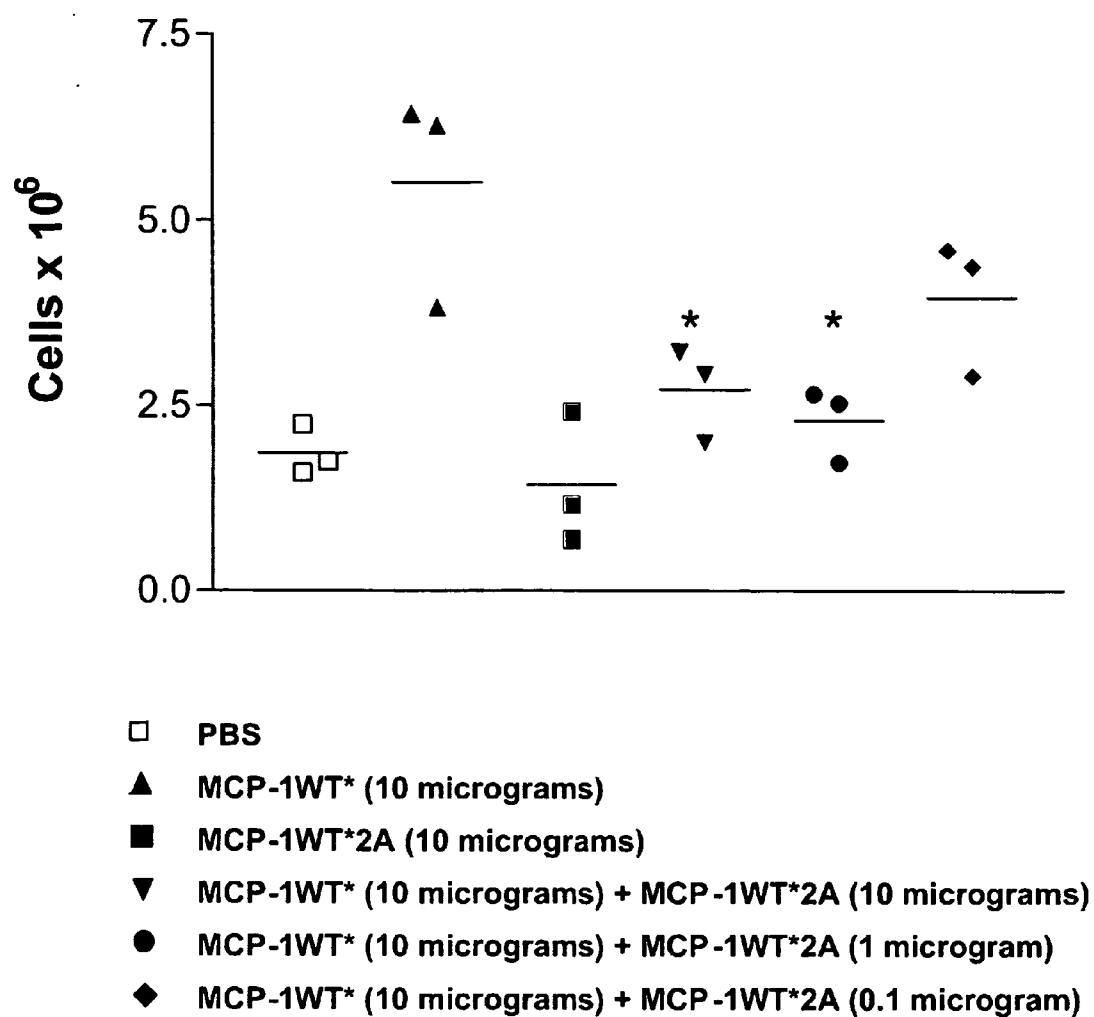 7.5
5.0
2.5
0.0
Cells x 10⁶
*
*
PBS
MCP-1WT* (10 micrograms)
MCP-1WT*2A (10 micrograms)
MCP-1WT* (10 micrograms) + MCP-1WT*2A (10 micrograms)
MCP-1WT* (10 micrograms) + MCP-1WT*2A (1 microgram)
MCP-1WT* (10 micrograms) + MCP-1WT*2A (0.1 microgram)